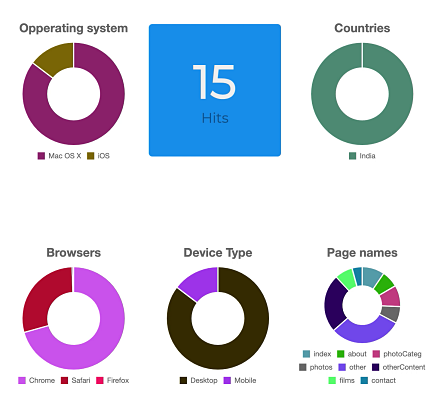 Opperating system
15
Hits
Countries
Mac OS X iOS
India
Browsers
Device Type
Page names
Chrome Safari Firefox
Desktop Mobile
index about photoCateg
photos other otherContent
films contact